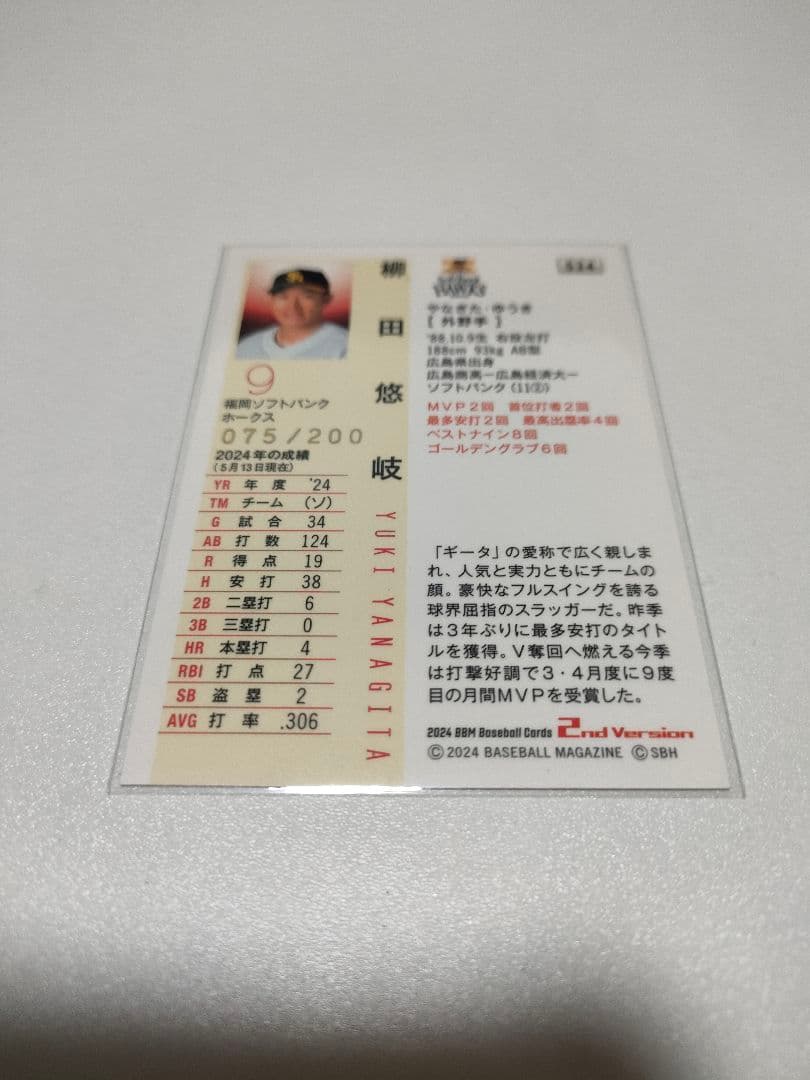 柳田悠岐
YUKI YANAGITA
9
福岡ソフトバンク
ホークス
075/200
2024年の成績
(5月13日現在)
YR 年度 '24
TM チーム (ソ)
G 試合 34
AB 打数 124
R 得点 19
H 安打 38
2B 二塁打 6
3B 三塁打 0
HR 本塁打 4
RBI 打点 27
SB 盗塁 2
AVG 打率 .306
やなぎた・ゆうき
[外野手]
'88.10.9生 右投左打
188cm 93kg AB型
広島県出身
広島商高ー広島経済大ー
ソフトバンク(11②)
MVP2回 首位打者2回
最多安打2回 最高出塁率4回
ベストナイン8回
ゴールデングラブ6回
「ギータ」の愛称で広く親しま
れ、人気と実力ともにチームの
顔。豪快なフルスイングを誇る
球界屈指のスラッガーだ。昨季
は3年ぶりに最多安打のタイト
ルを獲得。V奪回へ燃える今季
は打撃好調で3・4月度に9度
目の月間MVPを受賞した。
2024 BBM Baseball Cards 2nd Version
©2024 BASEBALL MAGAZINE ©SBH